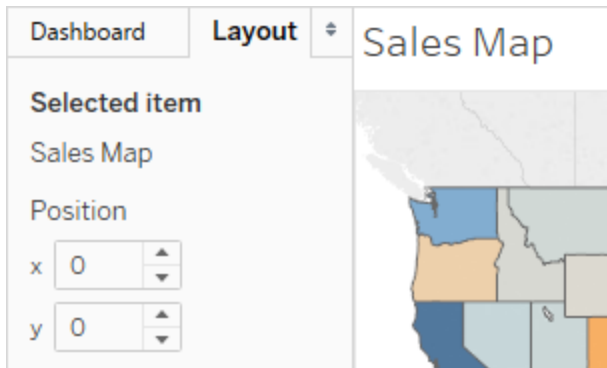 Dashboard Layout
Sales Map
Selected item
Sales Map
Position
x 0
y 0